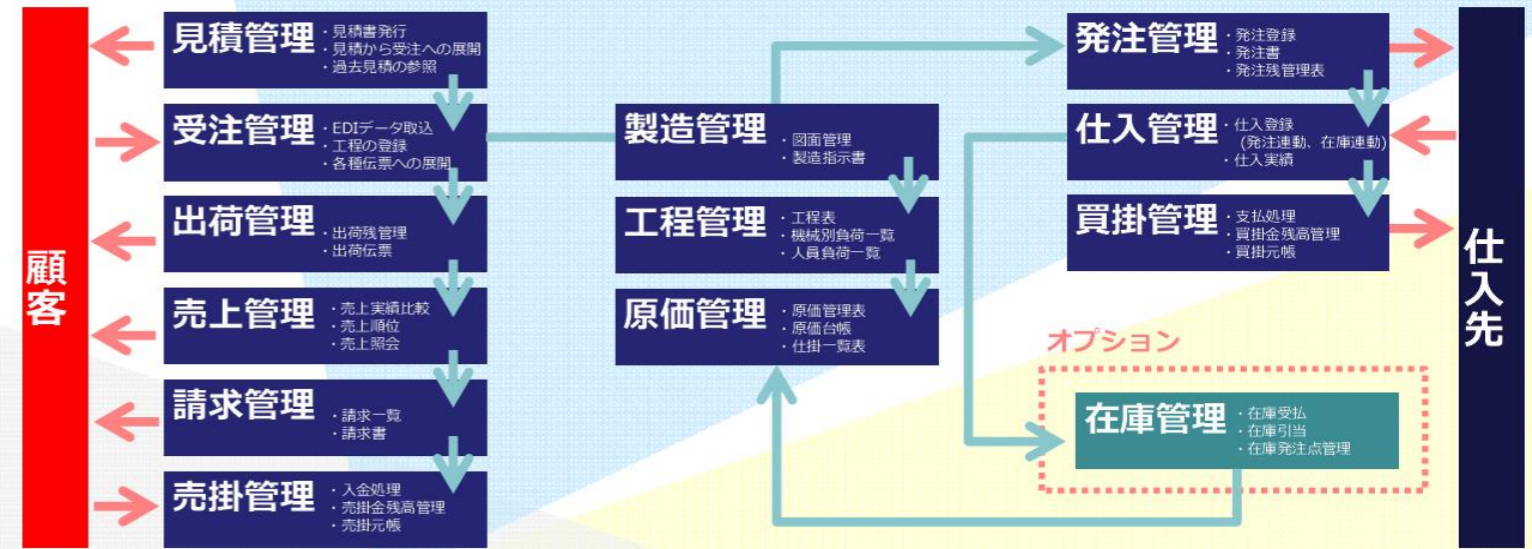 顧客
見積管理
・見積書発行
・見積から受注への展開
・過去見積の参照
受注管理
・EDIデータ取込
・工程の登録
・各種伝票への展開
出荷管理
・出荷残管理
・出荷伝票
売上管理
・売上実績比較
・売上順位
・売上照会
請求管理
・請求一覧
・請求書
売掛管理
・入金処理
・売掛金残高管理
・売掛元帳
製造管理
・図面管理
・製造指示書
工程管理
・工程表
・機械別負荷一覧
・人員負荷一覧
原価管理
・原価管理表
・原価台帳
・仕掛一覧表
発注管理
・発注登録
・発注書
・発注残管理表
仕入管理
・仕入登録
(発注連動、在庫連動)
・仕入実績
買掛管理
・支払処理
・買掛金残高管理
・買掛元帳
オプション
在庫管理
・在庫受払
・在庫引当
・在庫発注点管理
仕入先